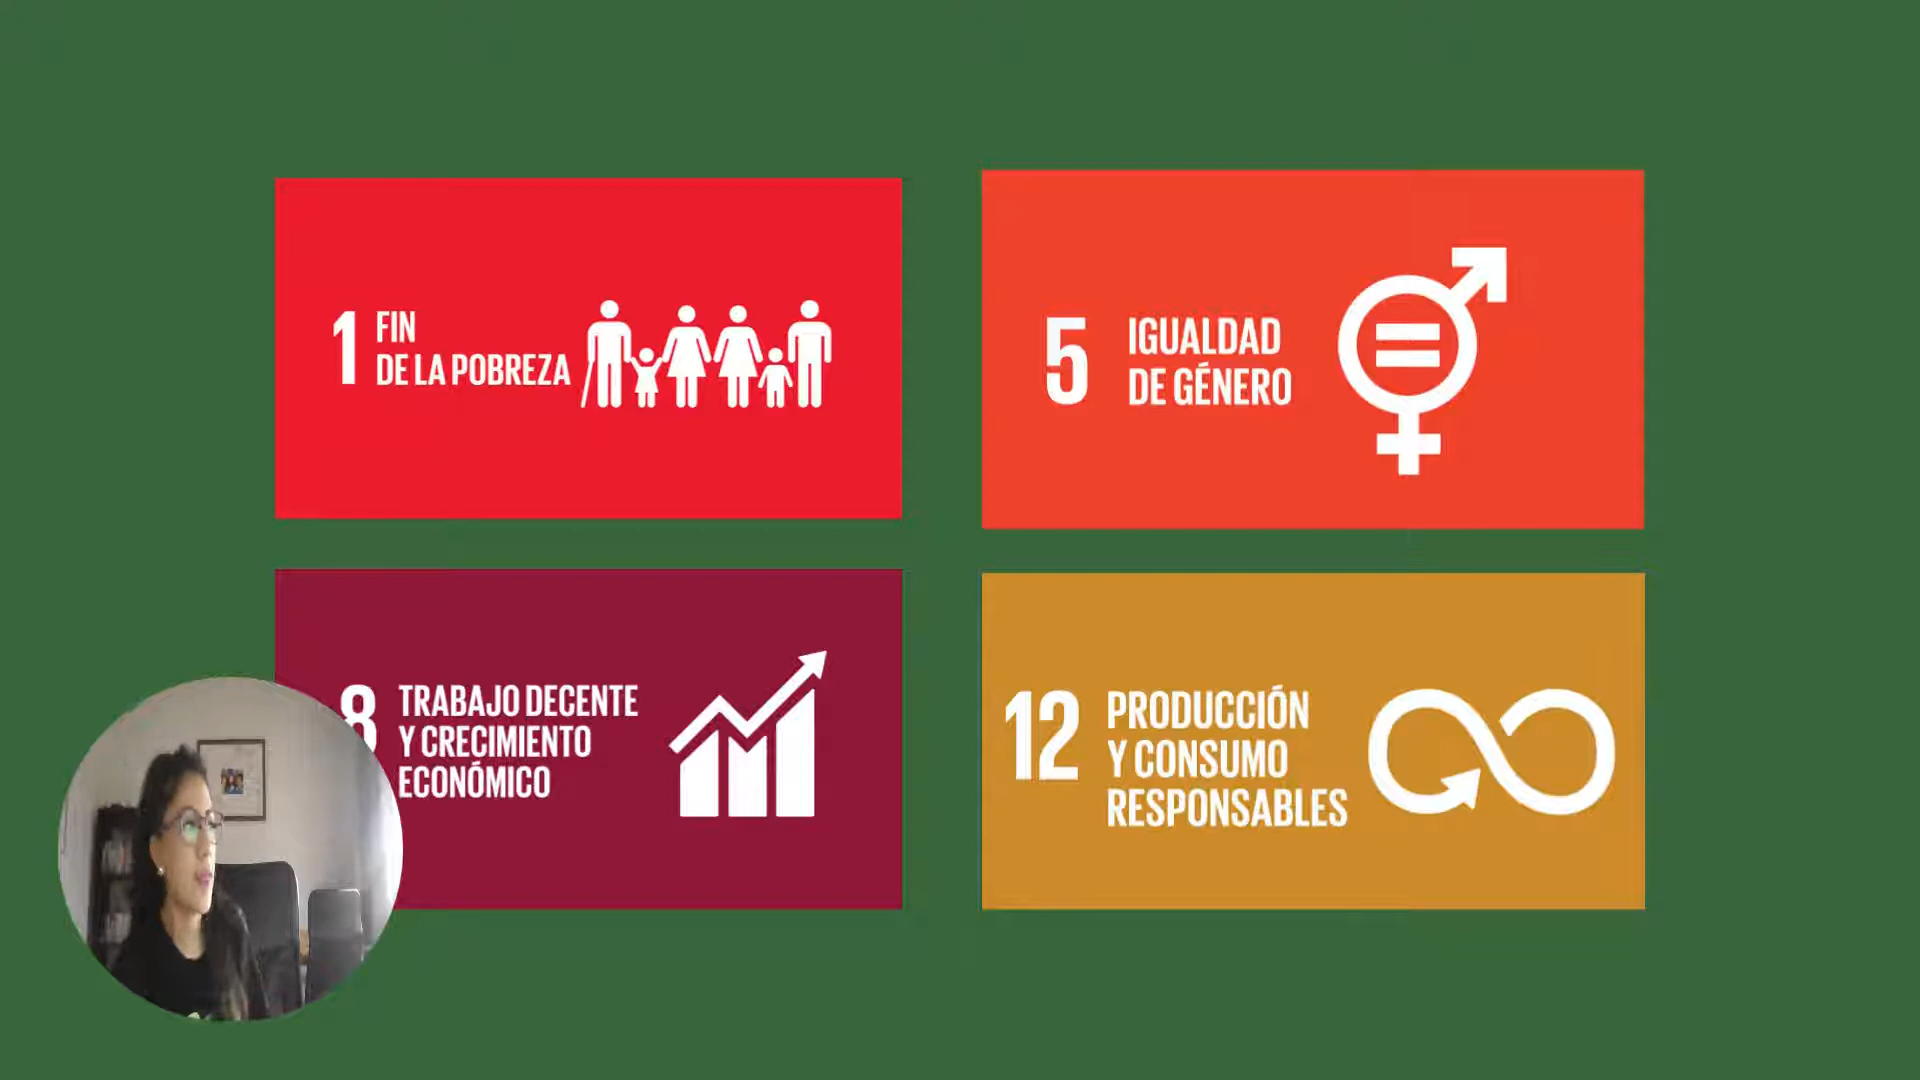 1
FIN
DE LA POBREZA
5
IGUALDAD
DE GÉNERO
8
TRABAJO DECENTE
Y CRECIMIENTO
ECONÓMICO
12
PRODUCCIÓN
Y CONSUMO
RESPONSABLES